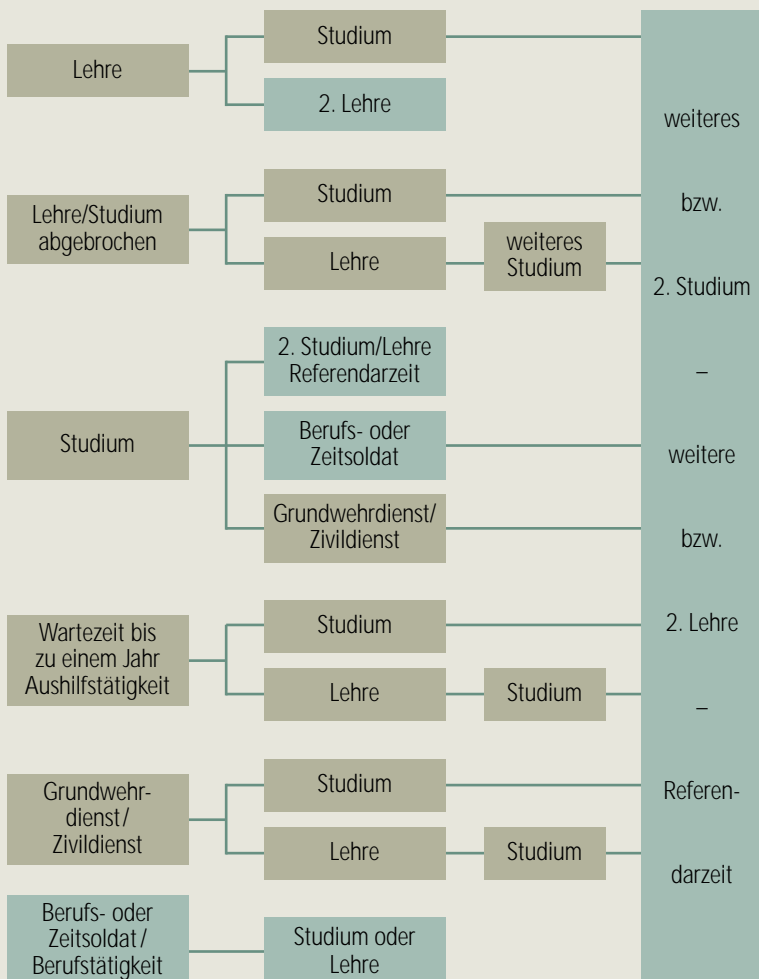 Lehre
Studium
2. Lehre
Lehre/Studium
abgebrochen
Studium
Lehre
weiteres
Studium
Studium
2. Studium/Lehre
Referendarzeit
Berufs- oder
Zeitsoldat
Grundwehrdienst/
Zivildienst
Wartezeit bis
zu einem Jahr
Aushilfstätigkeit
Studium
Lehre
Studium
Grundwehr-
dienst/
Zivildienst
Studium
Lehre
Studium
Berufs- oder
Zeitsoldat/
Berufstätigkeit
Studium oder
Lehre
weiteres
bzw.
2. Studium
–
weitere
bzw.
2. Lehre
–
Referen-
darzeit